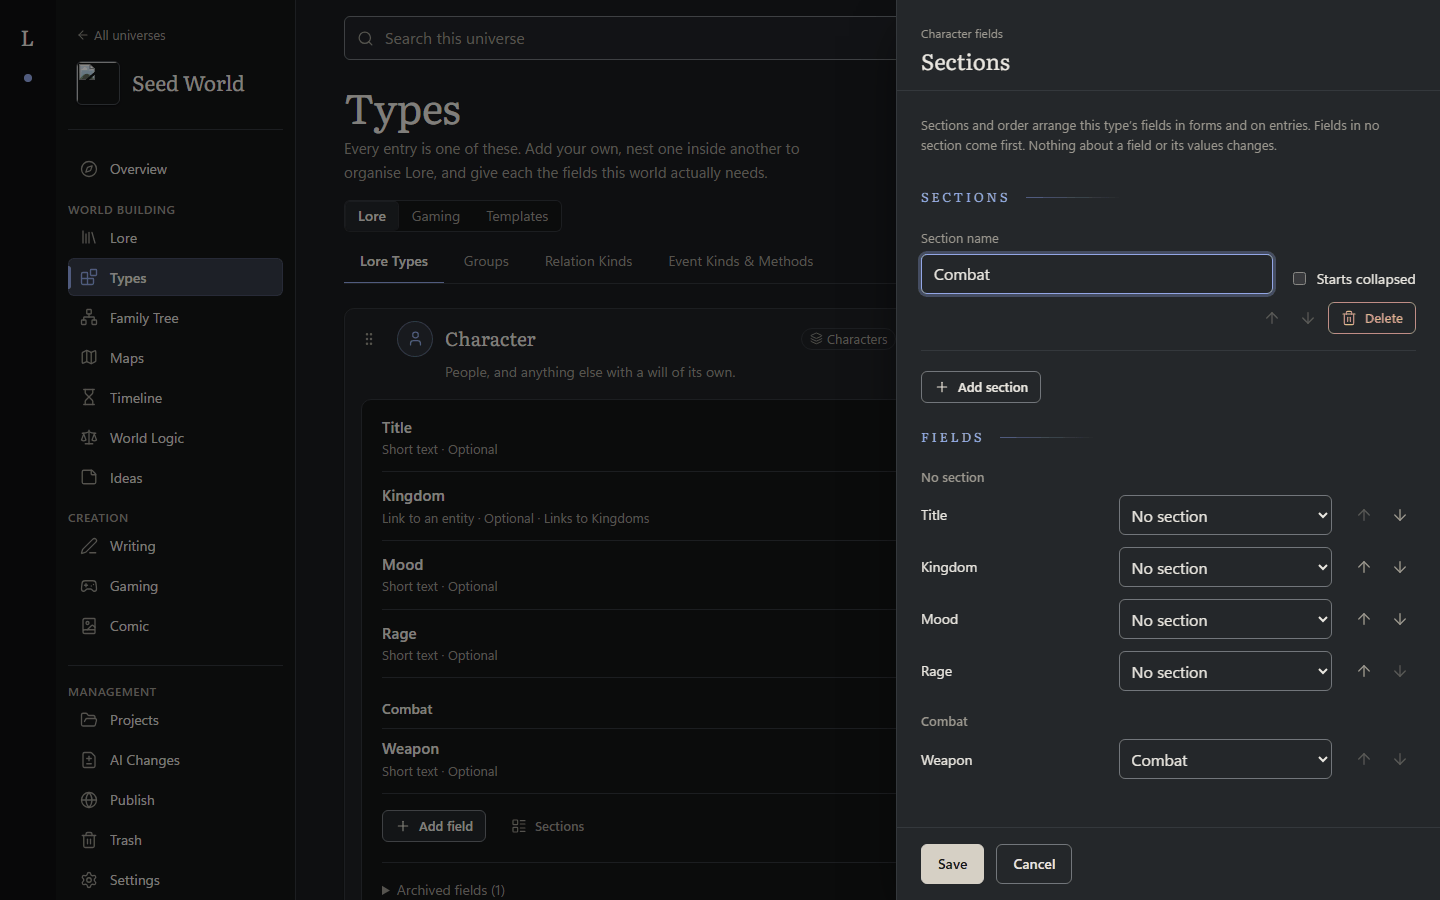 L
All universes
Seed World
Overview
WORLD BUILDING
Lore
Types
Family Tree
Maps
Timeline
World Logic
Ideas
CREATION
Writing
Gaming
Comic
MANAGEMENT
Projects
AI Changes
Publish
Trash
Settings
Search this universe
Types
Every entry is one of these. Add your own, nest one inside another to
organise Lore, and give each the fields this world actually needs.
Lore Gaming Templates
Lore Types Groups Relation Kinds Event Kinds & Methods
Character Characters
People, and anything else with a will of its own.
Title
Short text · Optional
Kingdom
Link to an entity · Optional · Links to Kingdoms
Mood
Short text · Optional
Rage
Short text · Optional
Combat
Weapon
Short text · Optional
Add field Sections
Archived fields (1)
Character fields
Sections
Sections and order arrange this type's fields in forms and on entries. Fields in no
section come first. Nothing about a field or its values changes.
SECTIONS
Section name
Combat Starts collapsed
Delete
Add section
FIELDS
No section
Title No section
Kingdom No section
Mood No section
Rage No section
Combat
Weapon Combat
Save Cancel